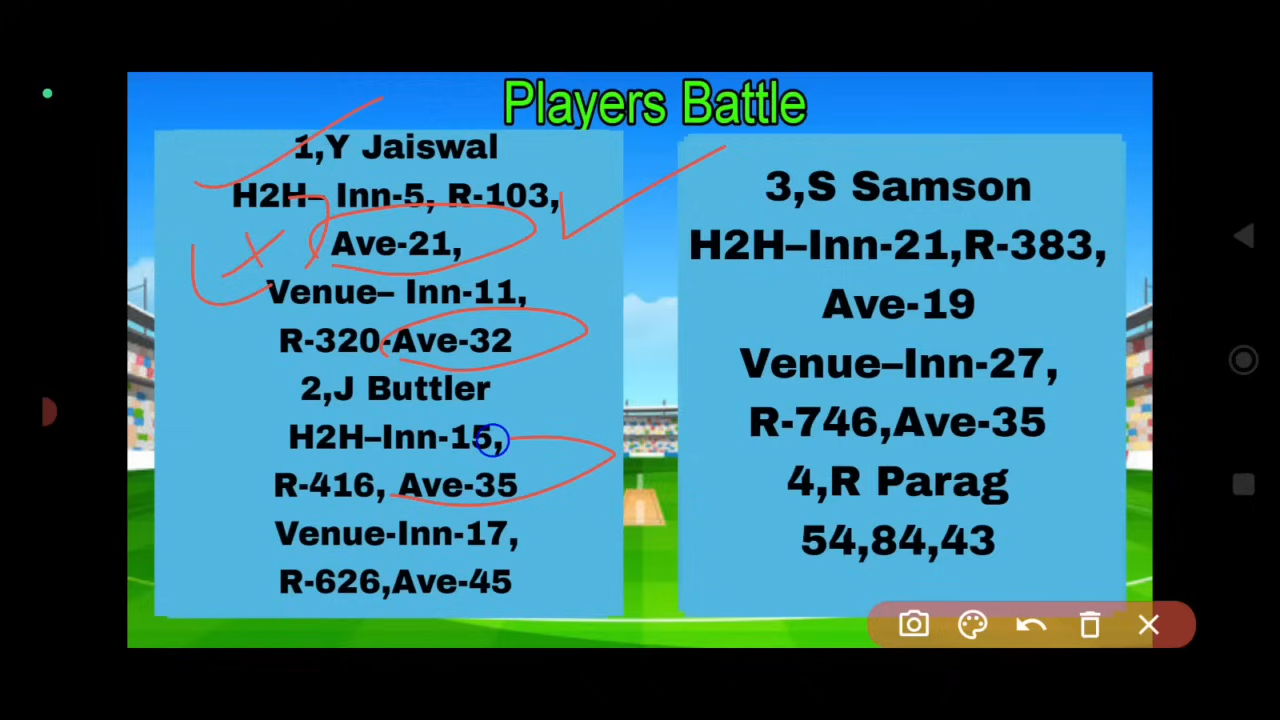 Players Battle
1,Y Jaiswal
H2H– Inn-5, R-103,
Ave-21,
Venue– Inn-11,
R-320-Ave-32
2,J Buttler
H2H–Inn-15,
R-416, Ave-35
Venue-Inn-17,
R-626,Ave-45
3,S Samson
H2H–Inn-21,R-383,
Ave-19
Venue–Inn-27,
R-746,Ave-35
4,R Parag
54,84,43